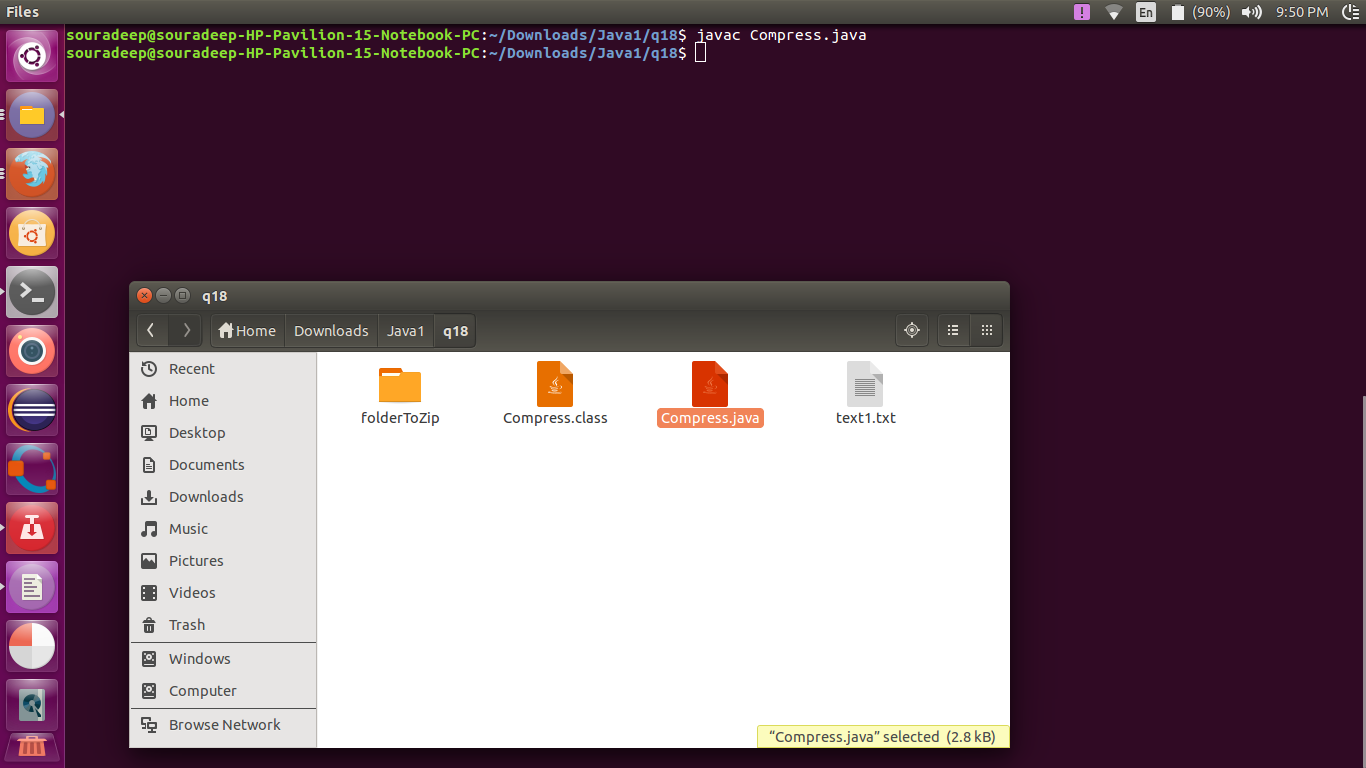 Files
En
(90%)
9:50 PM
souradeep@souradeep-HP-Pavilion-15-Notebook-PC:~/Downloads/Java1/q18$ javac Compress.java
souradeep@souradeep-HP-Pavilion-15-Notebook-PC:~/Downloads/Java1/q18$
q18
Home Downloads Java1 q18
Recent
Home
Desktop
Documents
Downloads
Music
Pictures
Videos
Trash
Windows
Computer
Browse Network
folderToZip
Compress.class
Compress.java
text1.txt
“Compress.java” selected (2.8 kB)